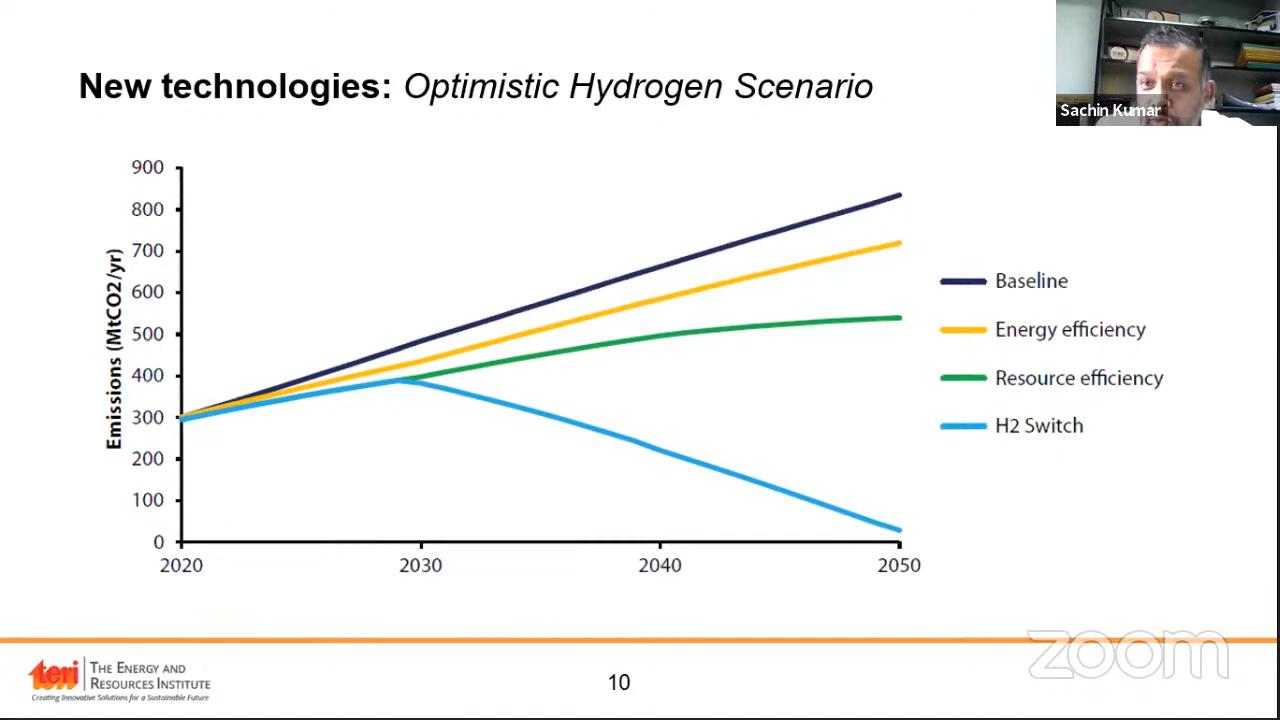 New technologies: Optimistic Hydrogen Scenario
Sachin Kumar
900
800
700
600
500
400
300
200
100
0
Emissions (MtCO2/yr)
2020
2030
2040
2050
Baseline
Energy efficiency
Resource efficiency
H2 Switch
teri
THE ENERGY AND
RESOURCES INSTITUTE
Creating Innovative Solutions for a Sustainable Future
10
zoom